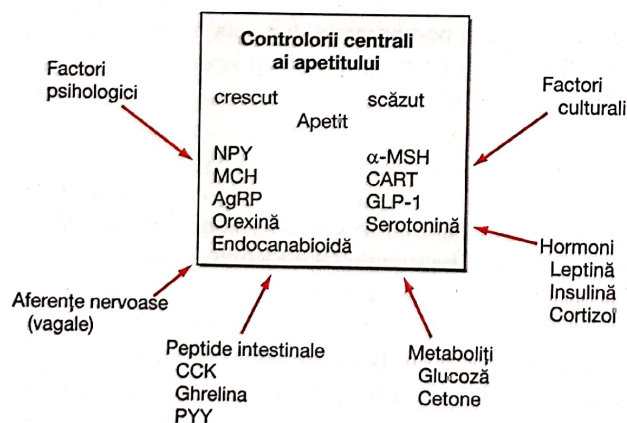 Controlorii centrali
ai apetitului
crescut scăzut
Apetit
NPY
MCH
AgRP
Orexină
Endocanabioidă
α-MSH
CART
GLP-1
Serotonină
Factori
psihologici
Factori
culturali
Aferențe nervoase
(vagale)
Peptide intestinale
CCK
Ghrelina
PYY
Metaboliți
Glucoză
Cetone
Hormoni
Leptină
Insulină
Cortizol